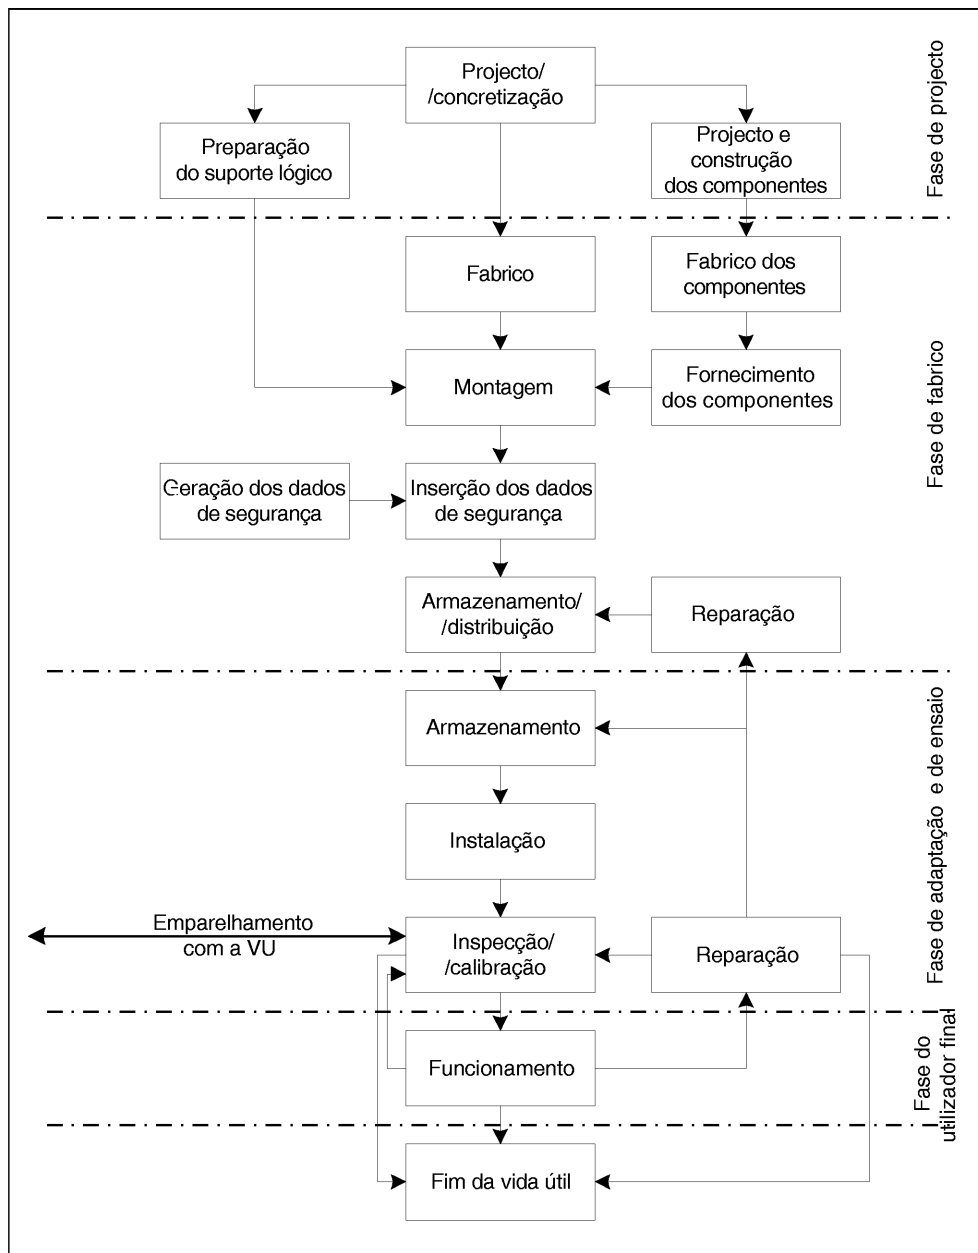 Projecto/
/concretização
Preparação
do suporte lógico
Projecto e
construção
dos componentes
Fase de projecto
Fabrico
Fabrico dos
componentes
Montagem
Fornecimento
dos componentes
Fase de fabrico
Geração dos dados
de segurança
Inserção dos dados
de segurança
Armazenamento/
/distribuição
Reparação
Armazenamento
Instalação
Emparelhamento
com a VU
Inspecção/
/calibração
Reparação
Fase de adaptação e de ensaio
Funcionamento
Fase do
utilizador final
Fim da vida útil